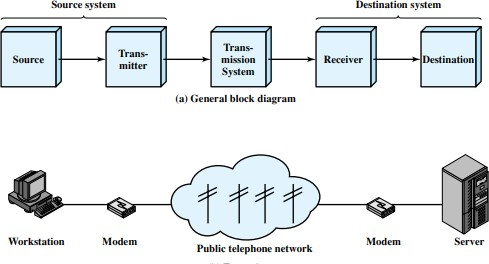 Source system
Destination system
Source
Trans-
mitter
Trans-
mission
System
Receiver
Destination
(a) General block diagram
Workstation
Modem
Public telephone network
Modem
Server